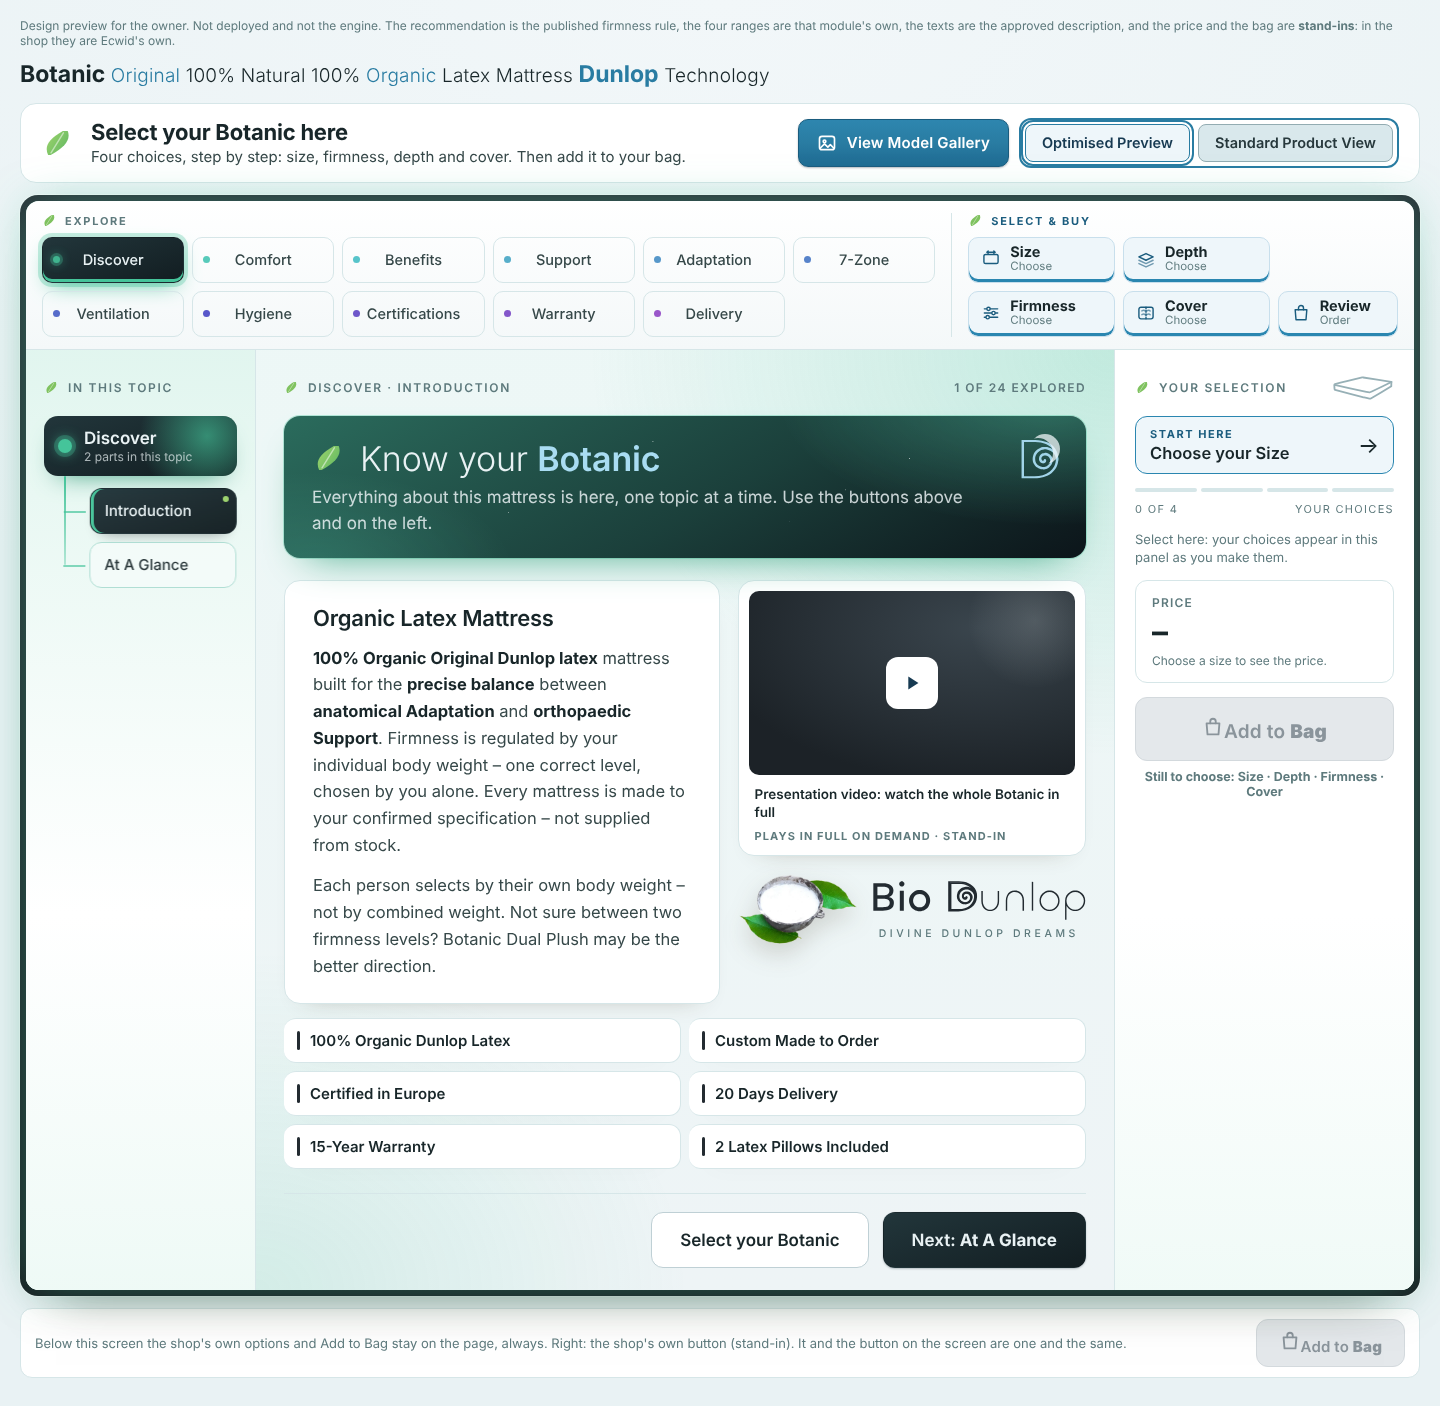 Design preview for the owner. Not deployed and not the engine. The recommendation is the published firmness rule, the four ranges are that module's own, the texts are the approved description, and the price and the bag are stand-ins: in the
shop they are Ecwid's own.
Botanic Original 100% Natural 100% Organic Latex Mattress Dunlop Technology
Select your Botanic here
Four choices, step by step: size, firmness, depth and cover. Then add it to your bag.
View Model Gallery
Optimised Preview
Standard Product View
EXPLORE
Discover
Comfort
Benefits
Support
Adaptation
7-Zone
Ventilation
Hygiene
Certifications
Warranty
Delivery
SELECT & BUY
Size
Choose
Depth
Choose
Firmness
Choose
Cover
Choose
Review
Order
IN THIS TOPIC
Discover
2 parts in this topic
Introduction
At A Glance
DISCOVER · INTRODUCTION
1 OF 24 EXPLORED
Know your Botanic
Everything about this mattress is here, one topic at a time. Use the buttons above
and on the left.
Organic Latex Mattress
100% Organic Original Dunlop latex mattress
built for the precise balance between
anatomical Adaptation and orthopaedic
Support. Firmness is regulated by your
individual body weight – one correct level,
chosen by you alone. Every mattress is made to
your confirmed specification – not supplied
from stock.
Each person selects by their own body weight –
not by combined weight. Not sure between two
firmness levels? Botanic Dual Plush may be the
better direction.
Presentation video: watch the whole Botanic in
full
PLAYS IN FULL ON DEMAND · STAND-IN
Bio Dunlop
DIVINE DUNLOP DREAMS
100% Organic Dunlop Latex
Custom Made to Order
Certified in Europe
20 Days Delivery
15-Year Warranty
2 Latex Pillows Included
Select your Botanic
Next: At A Glance
YOUR SELECTION
START HERE
Choose your Size
0 OF 4
YOUR CHOICES
Select here: your choices appear in this
panel as you make them.
PRICE
–
Choose a size to see the price.
Add to Bag
Still to choose: Size · Depth · Firmness ·
Cover
Below this screen the shop's own options and Add to Bag stay on the page, always. Right: the shop's own button (stand-in). It and the button on the screen are one and the same.
Add to Bag